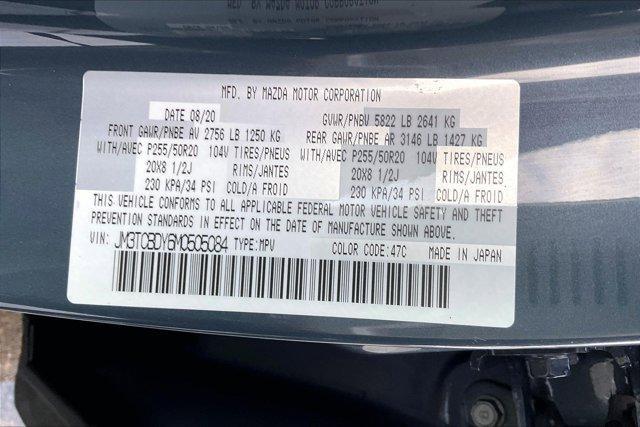 MFD. BY MAZDA MOTOR CORPORATION
DATE 08/20 GVWR/PNBV 5822 LB 2641 KG
FRONT GAWR/PNBE AV 2756 LB 1250 KG REAR GAWR/PNBE AR 3146 LB 1427 KG
WITH/AVEC P255/50R20 104V TIRES/PNEUS WITH/AVEC P255/50R20 104V TIRES/PNEUS
20X8 1/2J RIMS/JANTES 20X8 1/2J RIMS/JANTES
230 KPA/34 PSI COLD/A FROID 230 KPA/34 PSI COLD/A FROID
THIS VEHICLE CONFORMS TO ALL APPLICABLE FEDERAL MOTOR VEHICLE SAFETY AND THEFT
PREVENTION STANDARDS IN EFFECT ON THE DATE OF MANUFACTURE SHOWN ABOVE.
VIN: JM3TCBDY6M0505084 TYPE:MPV COLOR CODE:47C MADE IN JAPAN